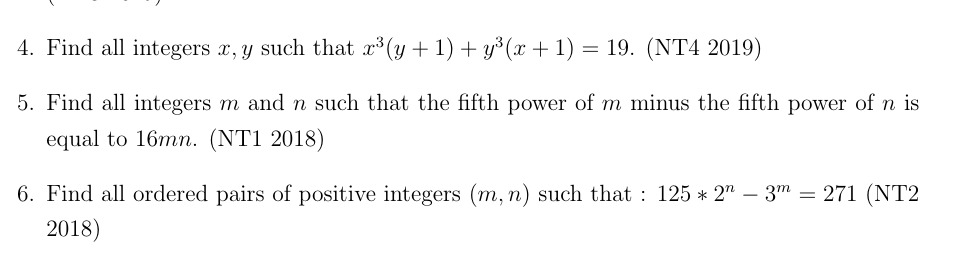 4. Find all integers x, y such that x³(y + 1) + y³(x + 1) = 19. (NT4 2019)
5. Find all integers m and n such that the fifth power of m minus the fifth power of n is
equal to 16mn. (NT1 2018)
6. Find all ordered pairs of positive integers (m, n) such that : 125 ∗ 2ⁿ − 3ᵐ = 271 (NT2
2018)